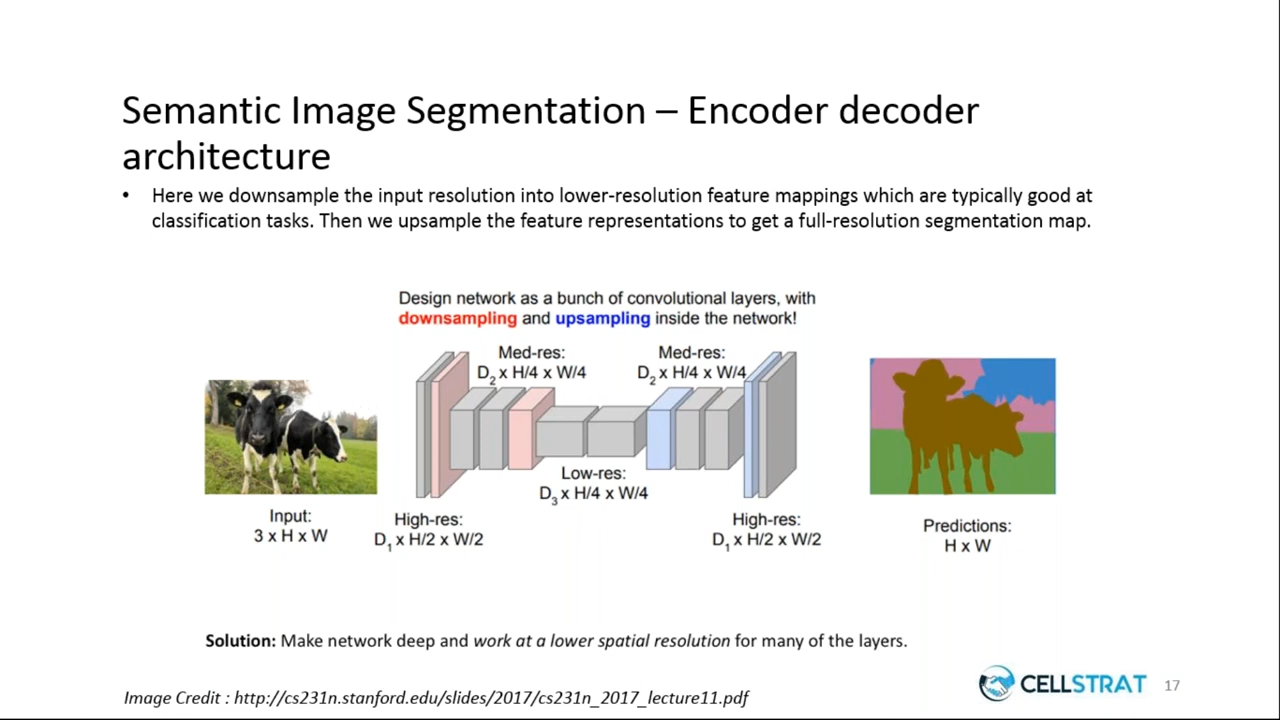 Semantic Image Segmentation – Encoder decoder
architecture
• Here we downsample the input resolution into lower-resolution feature mappings which are typically good at
classification tasks. Then we upsample the feature representations to get a full-resolution segmentation map.
Design network as a bunch of convolutional layers, with
downsampling and upsampling inside the network!
Med-res:
D2 x H/4 x W/4
Med-res:
D2 x H/4 x W/4
Low-res:
D3 x H/4 x W/4
Input:
3 x H x W
High-res:
D1 x H/2 x W/2
High-res:
D1 x H/2 x W/2
Predictions:
H x W
Solution: Make network deep and work at a lower spatial resolution for many of the layers.
Image Credit : http://cs231n.stanford.edu/slides/2017/cs231n_2017_lecture11.pdf
CELLSTRAT
17